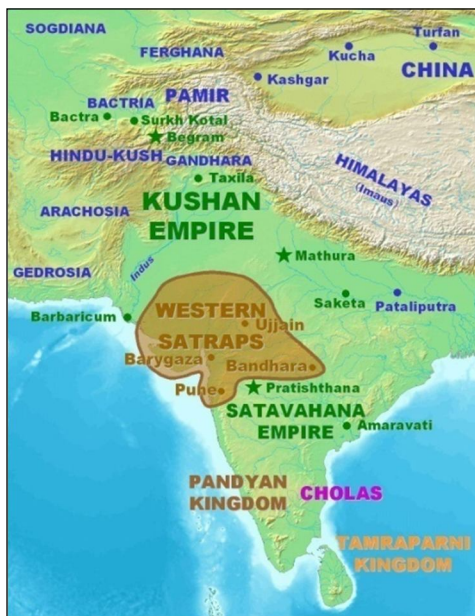 SOGDIANA
Turfan
FERGHANA
Kucha
CHINA
Kashgar
PAMIR
BACTRIA
Bactra
Surkh Kotal
Begram
HINDU-KUSH
GANDHARA
Taxila
HIMALAYAS
(Imaus)
KUSHAN
EMPIRE
ARACHOSIA
Mathura
GEDROSIA
Indus
Saketa
Pataliputra
Barbaricum
WESTERN
SATRAPS
Ujjain
Barygaza
Bandhara
Pune
Pratishthana
SATAVAHANA
EMPIRE
Amaravati
PANDYAN
KINGDOM
CHOLAS
TAMRAPARNI
KINGDOM